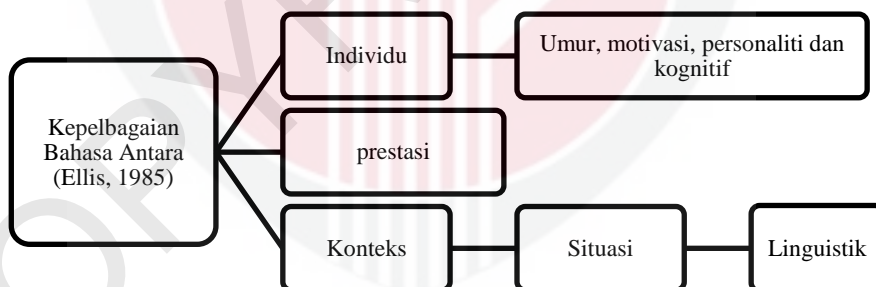 Kepelbagaian
Bahasa Antara
(Ellis, 1985)
Individu
Umur, motivasi, personaliti dan
kognitif
prestasi
Konteks
Situasi
Linguistik